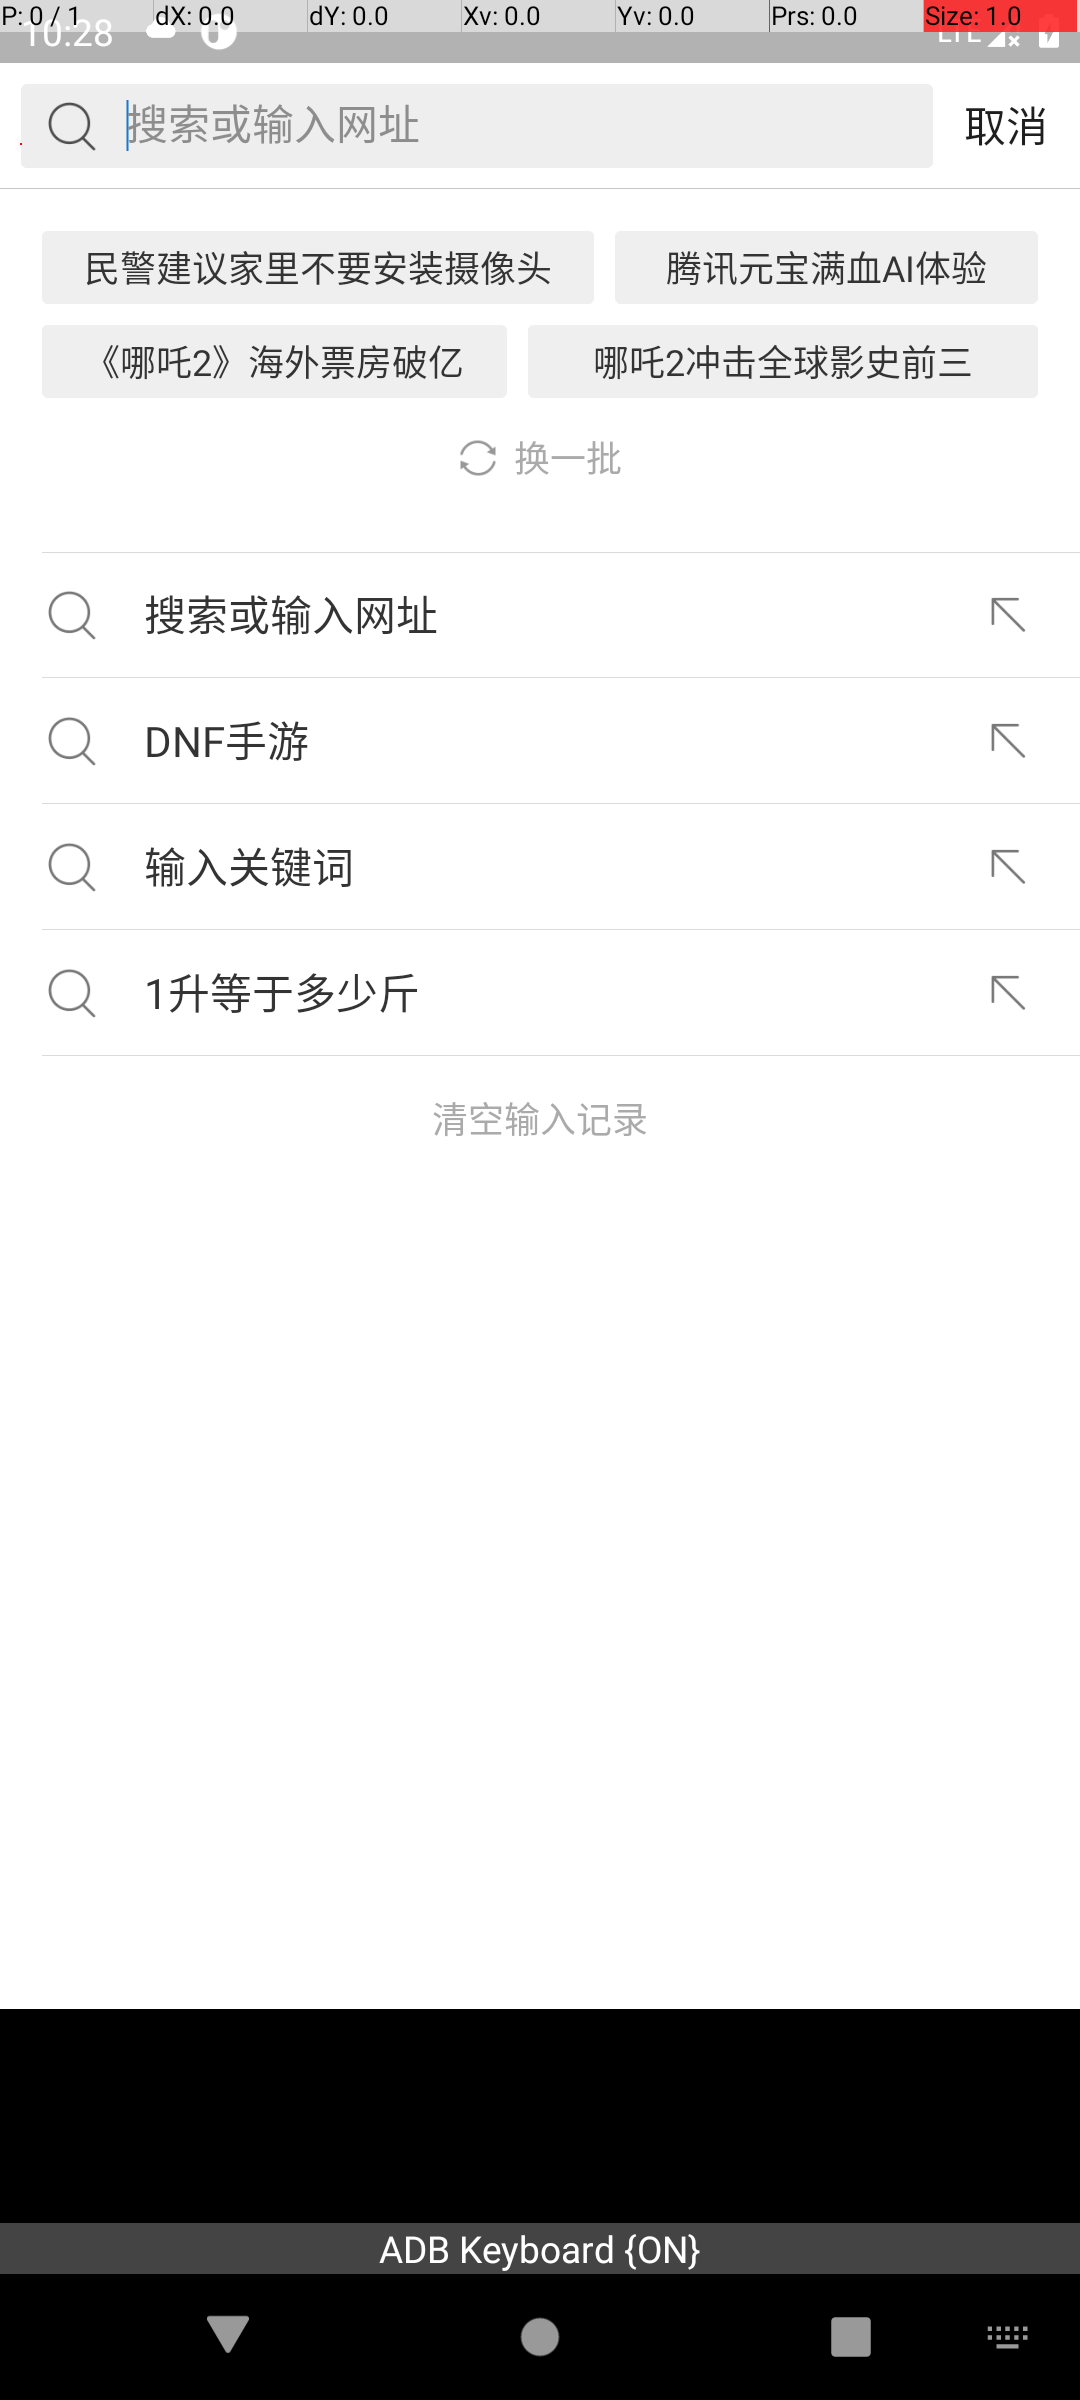 P: 0 / 1 dX: 0.0 dY: 0.0 Xv: 0.0 Yv: 0.0 Prs: 0.0 Size: 1.0
10:28 LTE
搜索或输入网址 取消
民警建议家里不要安装摄像头 腾讯元宝满血AI体验
《哪吒2》海外票房破亿 哪吒2冲击全球影史前三
换一批
搜索或输入网址
DNF手游
输入关键词
1升等于多少斤
清空输入记录
ADB Keyboard {ON}